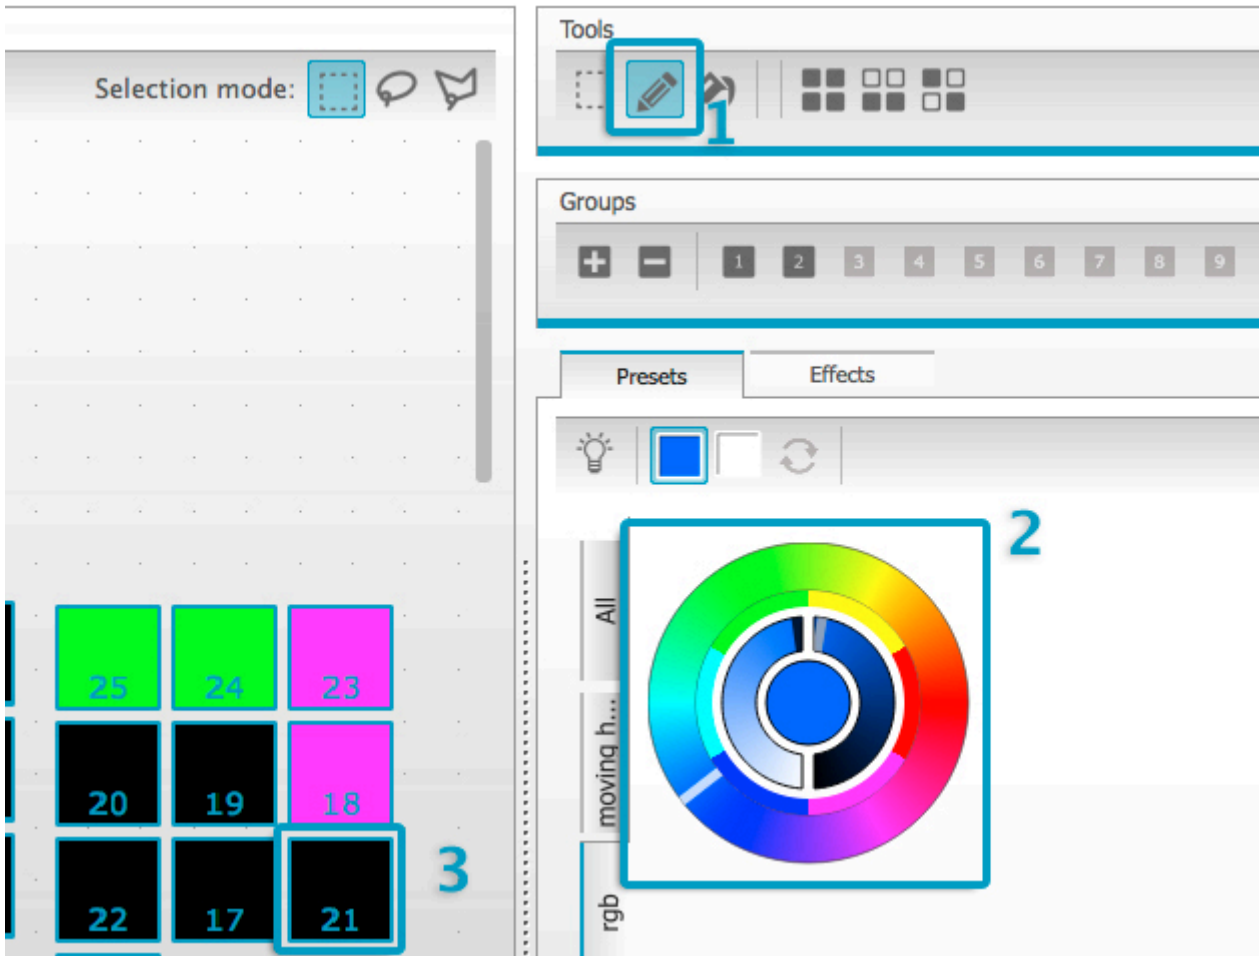 Tools
Selection mode:
1
Groups
1 2 3 4 5 6 7 8 9
Presets Effects
2
All
moving h...
rgb
25 24 23
20 19 18
22 17 21
3